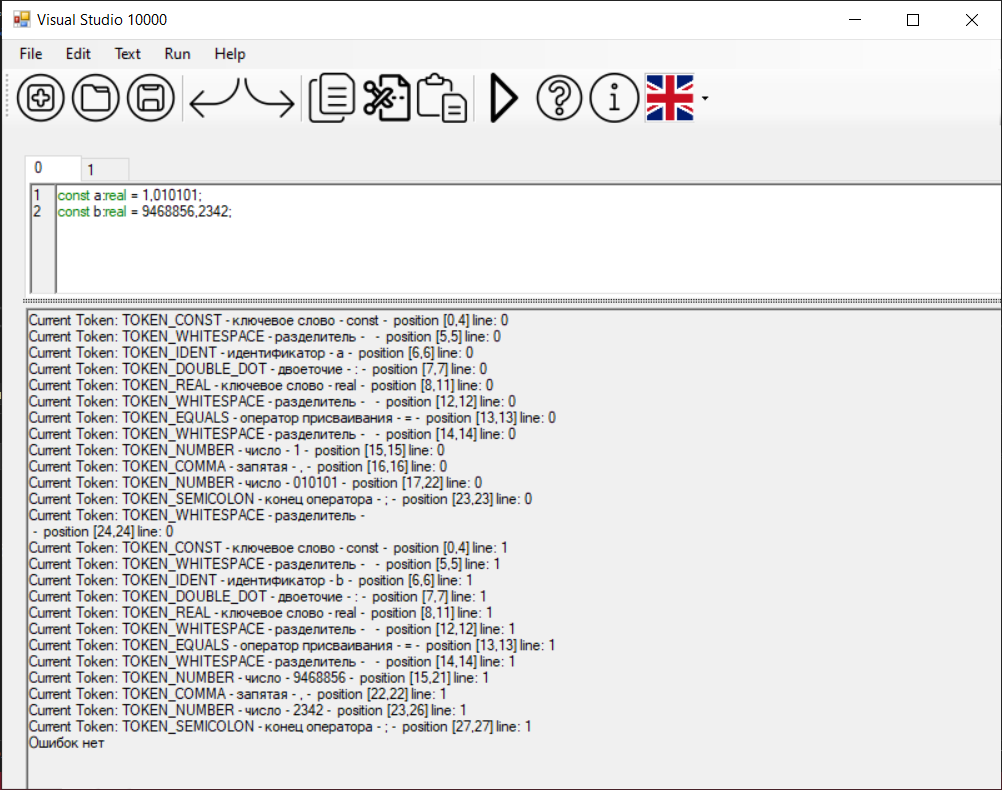 Visual Studio 10000
File Edit Text Run Help
0 1
1 const a:real = 1,010101;
2 const b:real = 9468856,2342;
Current Token: TOKEN_CONST - ключевое слово - const - position [0,4] line: 0
Current Token: TOKEN_WHITESPACE - разделитель -   - position [5,5] line: 0
Current Token: TOKEN_IDENT - идентификатор - a - position [6,6] line: 0
Current Token: TOKEN_DOUBLE_DOT - двоеточие - : - position [7,7] line: 0
Current Token: TOKEN_REAL - ключевое слово - real - position [8,11] line: 0
Current Token: TOKEN_WHITESPACE - разделитель -   - position [12,12] line: 0
Current Token: TOKEN_EQUALS - оператор присваивания - = - position [13,13] line: 0
Current Token: TOKEN_WHITESPACE - разделитель -   - position [14,14] line: 0
Current Token: TOKEN_NUMBER - число - 1 - position [15,15] line: 0
Current Token: TOKEN_COMMA - запятая - , - position [16,16] line: 0
Current Token: TOKEN_NUMBER - число - 010101 - position [17,22] line: 0
Current Token: TOKEN_SEMICOLON - конец оператора - ; - position [23,23] line: 0
Current Token: TOKEN_WHITESPACE - разделитель -
- position [24,24] line: 0
Current Token: TOKEN_CONST - ключевое слово - const - position [0,4] line: 1
Current Token: TOKEN_WHITESPACE - разделитель -   - position [5,5] line: 1
Current Token: TOKEN_IDENT - идентификатор - b - position [6,6] line: 1
Current Token: TOKEN_DOUBLE_DOT - двоеточие - : - position [7,7] line: 1
Current Token: TOKEN_REAL - ключевое слово - real - position [8,11] line: 1
Current Token: TOKEN_WHITESPACE - разделитель -   - position [12,12] line: 1
Current Token: TOKEN_EQUALS - оператор присваивания - = - position [13,13] line: 1
Current Token: TOKEN_WHITESPACE - разделитель -   - position [14,14] line: 1
Current Token: TOKEN_NUMBER - число - 9468856 - position [15,21] line: 1
Current Token: TOKEN_COMMA - запятая - , - position [22,22] line: 1
Current Token: TOKEN_NUMBER - число - 2342 - position [23,26] line: 1
Current Token: TOKEN_SEMICOLON - конец оператора - ; - position [27,27] line: 1
Ошибок нет